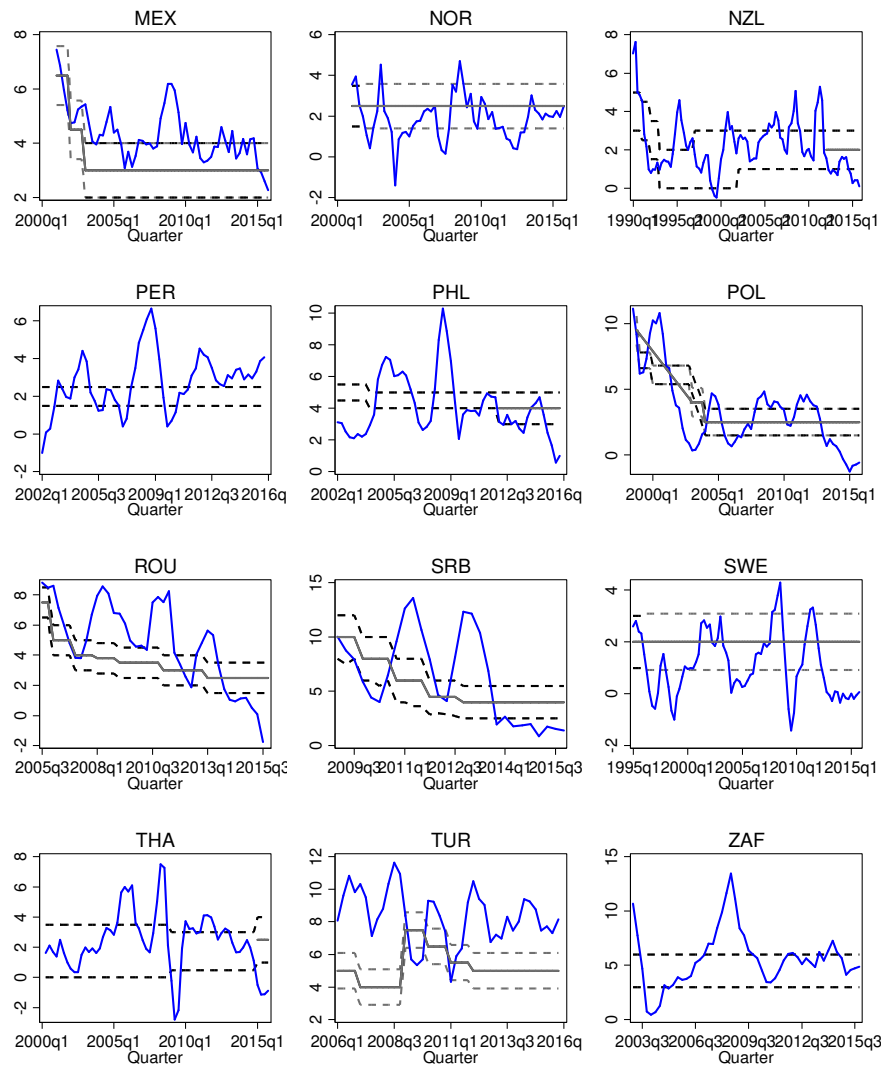 MEX NOR NZL
8 6 8
6 4 6
4 2 4
2 0 2
-2 0
2000q1 2005q1 2010q1 2015q1 2000q1 2005q1 2010q1 2015q1 1990q1 1995q1 2000q1 2005q1 2010q1 2015q1
Quarter Quarter Quarter
PER PHL POL
6 10 10
4 8 5
2 6 0
0 4
-2 2
0
2002q1 2005q3 2009q1 2012q3 2016q 2002q1 2005q3 2009q1 2012q3 2016q 2000q1 2005q1 2010q1 2015q1
Quarter Quarter Quarter
ROU SRB SWE
8 15 4
6 10 2
4 5 0
2 0 -2
0
-2
2005q3 2008q1 2010q3 2013q1 2015q3 2009q3 2011q1 2012q3 2014q1 2015q3 1995q1 2000q1 2005q1 2010q1 2015q1
Quarter Quarter Quarter
THA TUR ZAF
8 12 15
6 10 10
4 8 5
2 6 0
0 4
-2 2
2000q1 2005q1 2010q1 2015q1 2006q1 2008q3 2011q1 2013q3 2016q 2003q3 2006q3 2009q3 2012q3 2015q3
Quarter Quarter Quarter